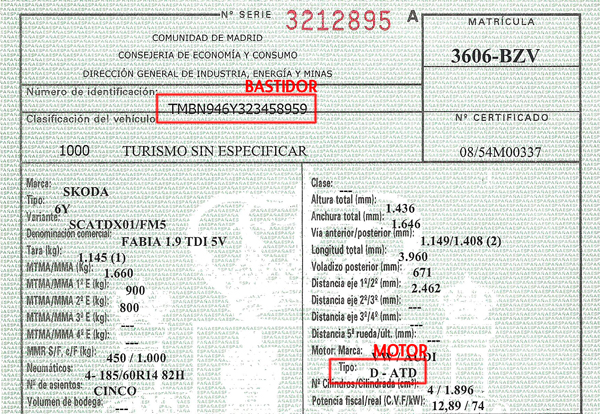 Nº SERIE 3212895 A
COMUNIDAD DE MADRID
CONSEJERIA DE ECONOMÍA Y CONSUMO
DIRECCIÓN GENERAL DE INDUSTRIA, ENERGÍA Y MINAS
MATRÍCULA
3606-BZV
BASTIDOR
Número de identificación:
TMBN946Y323458959
Clasificación del vehículo:
1000 TURISMO SIN ESPECIFICAR
Nº CERTIFICADO
08/54M00337
Marca: SKODA
Tipo: 6Y
Variante: SCATDX01/FM5
Denominación comercial: FABIA 1.9 TDI 5V
Tara (kg): 1.145 (1)
MTMA/MMA (Kg): 1.660
MTMA/MMA 1º E (kg): 900
MTMA/MMA 2º E (kg): 800
MTMA/MMA 3º E (kg): ---
MTMA/MMA 4º E (kg): ---
MMR S/F, c/F (kg): 450 / 1.000
Neumáticos: 4- 185/60R14 82H
Nº de asientos: CINCO
Volumen de bodega: ---
Clase: ---
Altura total (mm): 1.436
Anchura total (mm): 1.646
Vía anterior/posterior (mm): 1.149/1.408 (2)
Longitud total (mm): 3.960
Voladizo posterior (mm): 671
Distancia eje 1º/2º (mm): 2.462
Distancia eje 2º/3º (mm): ---
Distancia eje 3º/4º (mm): ---
Distancia 5ª rueda/últ. (mm): ---
MOTOR
Motor: Marca:
Tipo: D - ATD
Nº Cilindros/Cilindrada (cm³): 4 / 1.896
Potencia fiscal/real (C.V.F/kW) 12,89 / 74